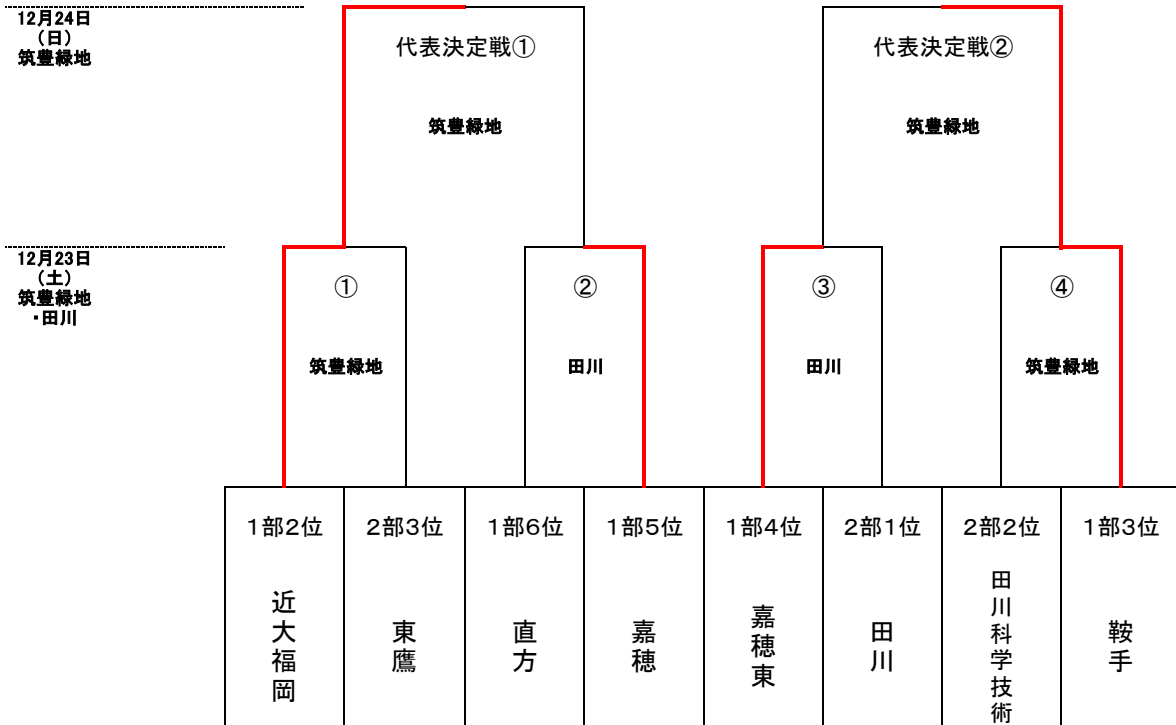 12月24日
（日）
筑豊緑地
代表決定戦①
代表決定戦②
筑豊緑地
筑豊緑地
12月23日
（土）
筑豊緑地
・田川
①
②
③
④
筑豊緑地
田川
田川
筑豊緑地
1部2位
2部3位
1部6位
1部5位
1部4位
2部1位
2部2位
1部3位
近大福岡
東鷹
直方
嘉穂
嘉穂東
田川
田川科学技術
鞍手